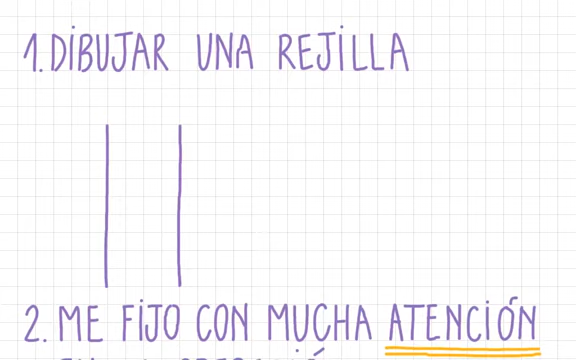 1. DIBUJAR UNA REJILLA
2. ME FIJO CON MUCHA ATENCIÓN